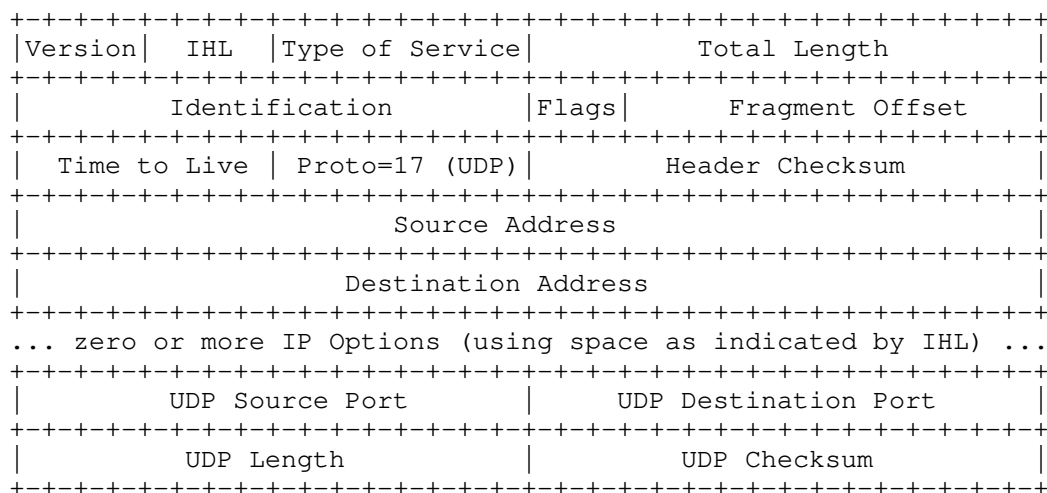 +-+-+-+-+-+-+-+-+-+-+-+-+-+-+-+-+-+-+-+-+-+-+-+-+-+-+-+-+-+-+-+-+
|Version|  IHL  |Type of Service|          Total Length         |
+-+-+-+-+-+-+-+-+-+-+-+-+-+-+-+-+-+-+-+-+-+-+-+-+-+-+-+-+-+-+-+-+
|         Identification        |Flags|      Fragment Offset    |
+-+-+-+-+-+-+-+-+-+-+-+-+-+-+-+-+-+-+-+-+-+-+-+-+-+-+-+-+-+-+-+-+
|  Time to Live | Proto=17 (UDP)|        Header Checksum        |
+-+-+-+-+-+-+-+-+-+-+-+-+-+-+-+-+-+-+-+-+-+-+-+-+-+-+-+-+-+-+-+-+
|                       Source Address                          |
+-+-+-+-+-+-+-+-+-+-+-+-+-+-+-+-+-+-+-+-+-+-+-+-+-+-+-+-+-+-+-+-+
|                    Destination Address                        |
+-+-+-+-+-+-+-+-+-+-+-+-+-+-+-+-+-+-+-+-+-+-+-+-+-+-+-+-+-+-+-+-+
... zero or more IP Options (using space as indicated by IHL) ...
+-+-+-+-+-+-+-+-+-+-+-+-+-+-+-+-+-+-+-+-+-+-+-+-+-+-+-+-+-+-+-+-+
|         UDP Source Port       |     UDP Destination Port      |
+-+-+-+-+-+-+-+-+-+-+-+-+-+-+-+-+-+-+-+-+-+-+-+-+-+-+-+-+-+-+-+-+
|          UDP Length           |         UDP Checksum          |
+-+-+-+-+-+-+-+-+-+-+-+-+-+-+-+-+-+-+-+-+-+-+-+-+-+-+-+-+-+-+-+-+